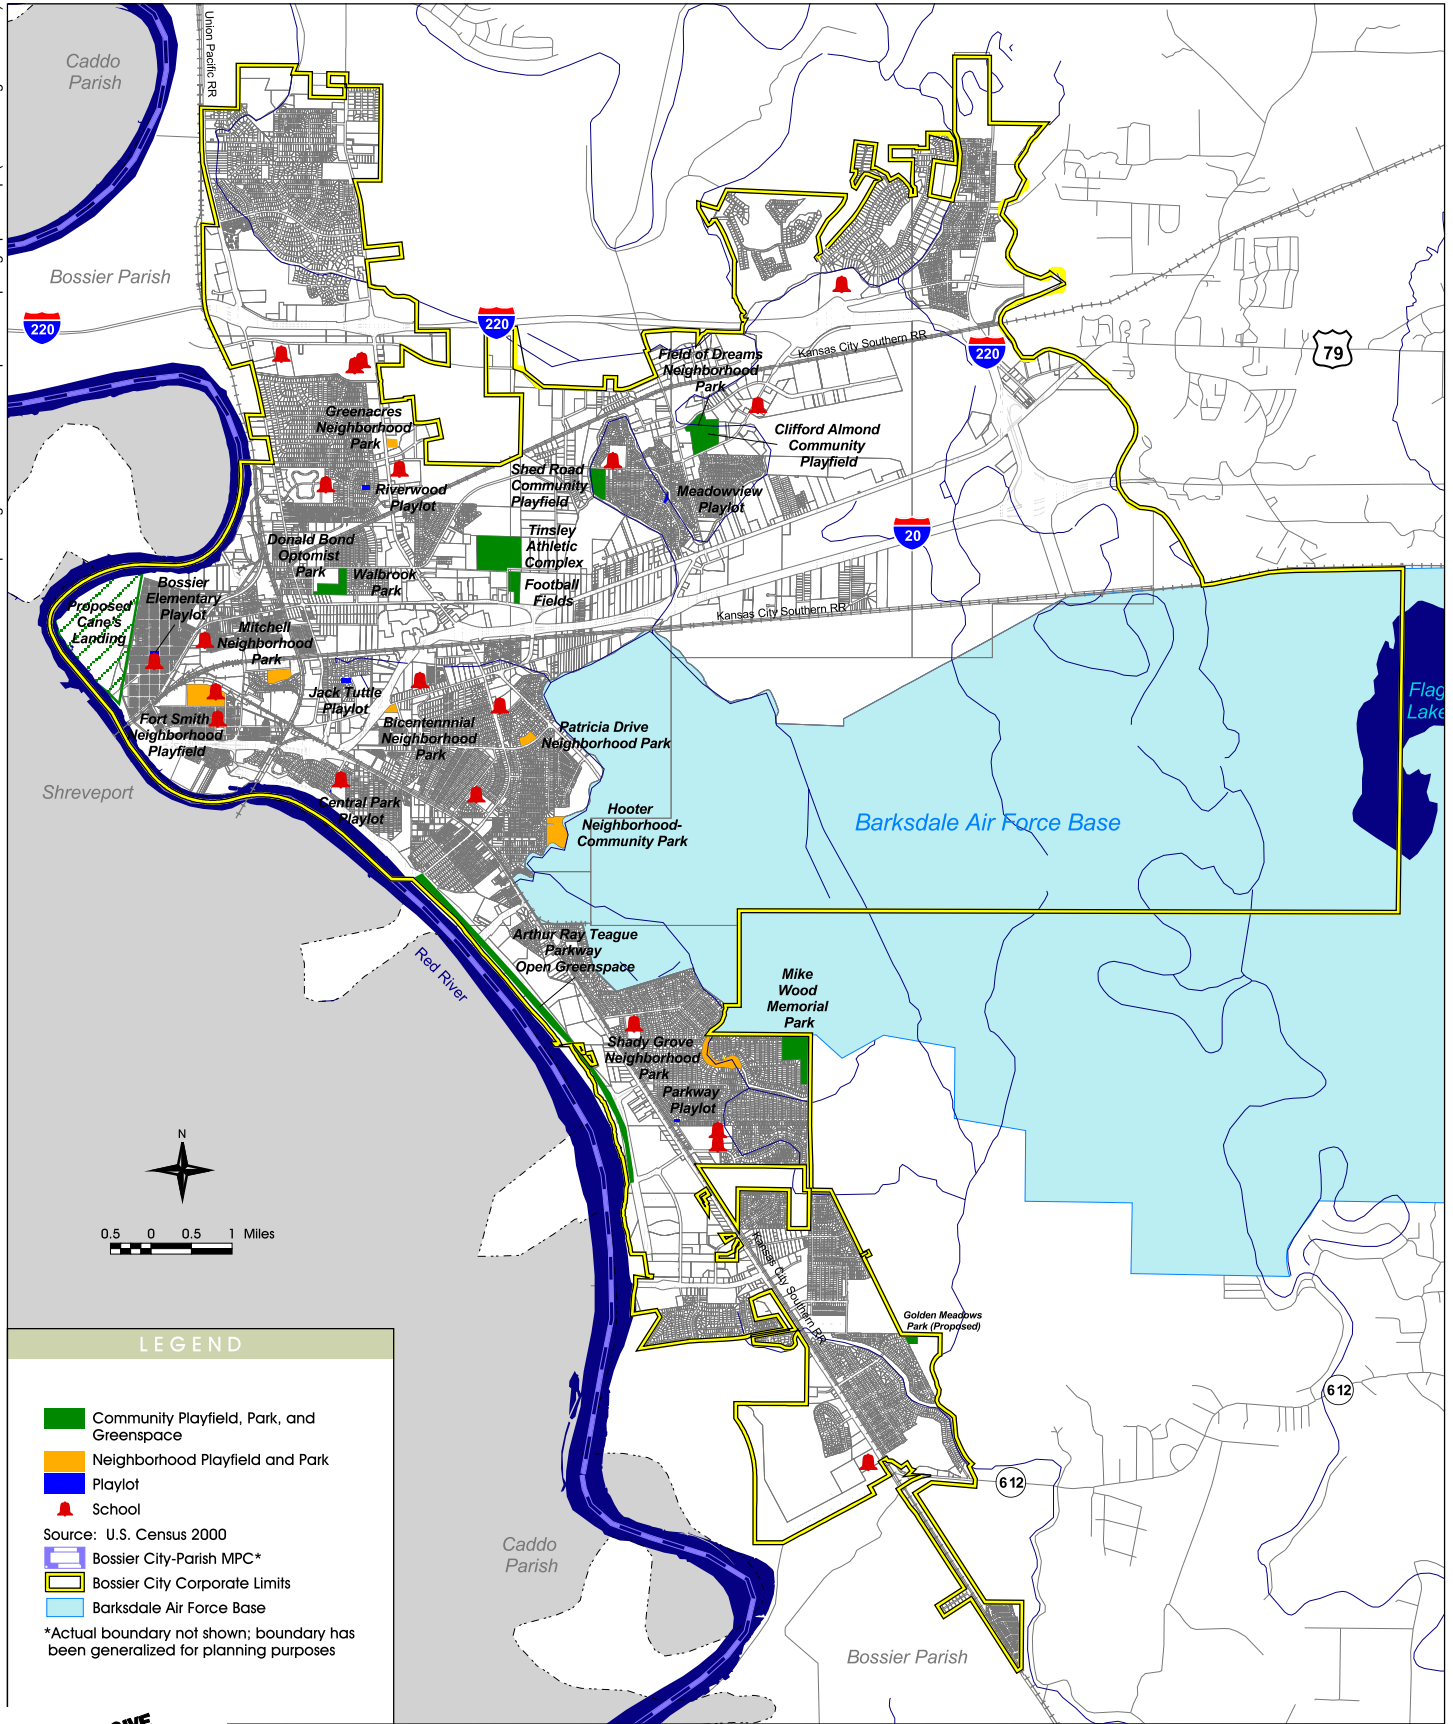 Union Pacific RR
Caddo
Parish
Bossier Parish
220
220
220
79
Kansas City Southern RR
Field of Dreams
Neighborhood
Park
Greenacres
Neighborhood
Park
Clifford Almond
Community
Playfield
Shed Road
Community
Playfield
Riverwood
Playlot
Meadowview
Playlot
20
Tinsley
Athletic
Complex
Donald Bond
Optomist
Park
Walbrook
Park
Football
Fields
Bossier
Elementary
Playlot
Proposed
Cane's
Landing
Kansas City Southern RR
Mitchell
Neighborhood
Park
Jack Tuttle
Playlot
Flag
Lake
Fort Smith
Neighborhood
Playfield
Bicentennnial
Neighborhood
Park
Patricia Drive
Neighborhood Park
Shreveport
Central Park
Playlot
Hooter
Neighborhood-
Community Park
Barksdale Air Force Base
Arthur Ray Teague
Parkway
Open Greenspace
Red River
Mike
Wood
Memorial
Park
Shady Grove
Neighborhood
Park
Parkway
Playlot
N
0.5 0 0.5 1 Miles
Kansas City Southern RR
Golden Meadows
Park (Proposed)
612
612
Caddo
Parish
Bossier Parish
LEGEND
Community Playfield, Park, and
Greenspace
Neighborhood Playfield and Park
Playlot
School
Source: U.S. Census 2000
Bossier City-Parish MPC*
Bossier City Corporate Limits
Barksdale Air Force Base
*Actual boundary not shown; boundary has
been generalized for planning purposes